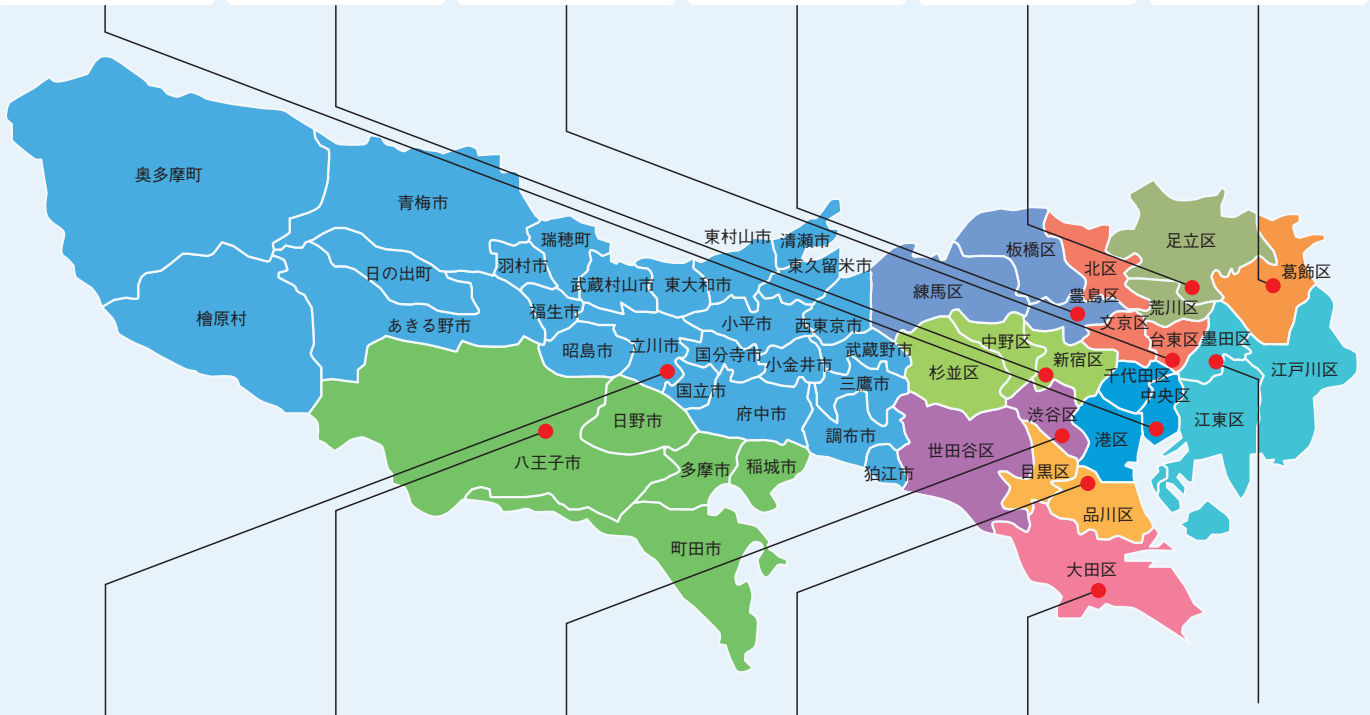 奥多摩町
青梅市
瑞穂町
羽村市
日の出町
檜原村
あきる野市
福生市
武蔵村山市
東大和市
東村山市
清瀬市
東久留米市
昭島市
立川市
小平市
西東京市
国分寺市
小金井市
武蔵野市
国立市
三鷹市
府中市
調布市
狛江市
日野市
八王子市
多摩市
稲城市
町田市
練馬区
板橋区
北区
足立区
葛飾区
豊島区
荒川区
文京区
台東区
墨田区
中野区
新宿区
杉並区
千代田区
中央区
江戸川区
渋谷区
港区
江東区
世田谷区
目黒区
品川区
大田区